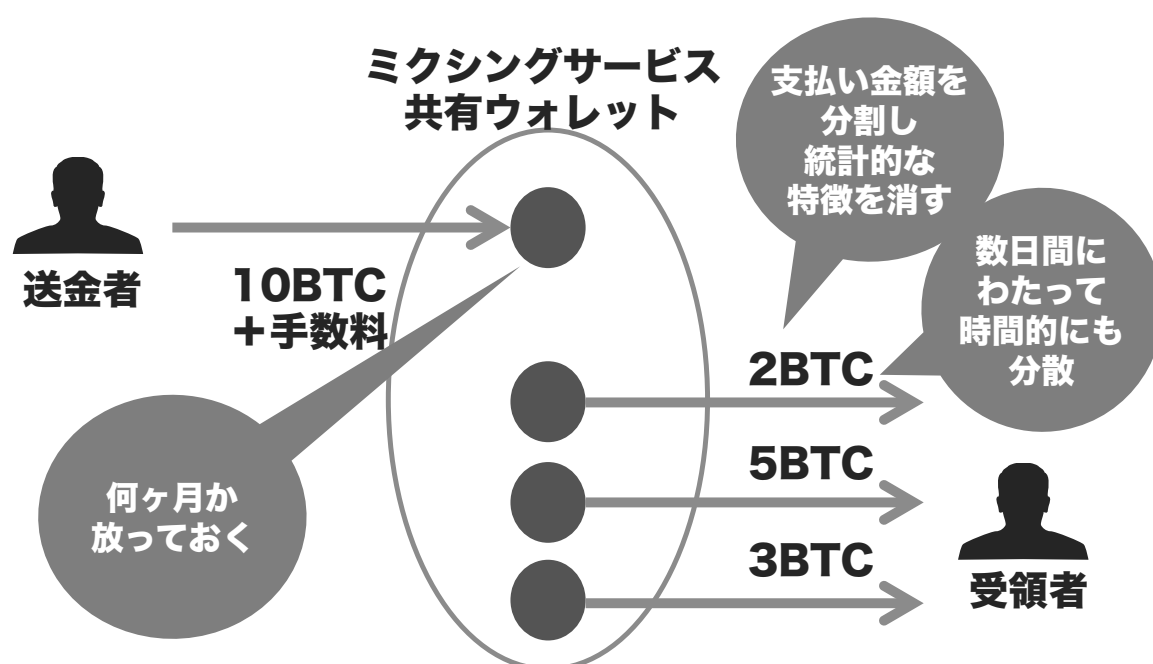 ミクシングサービス
共有ウォレット
支払い金額を
分割し
統計的な
特徴を消す
数日間に
わたって
時間的にも
分散
送金者
10BTC
＋手数料
2BTC
5BTC
3BTC
何ヶ月か
放っておく
受領者